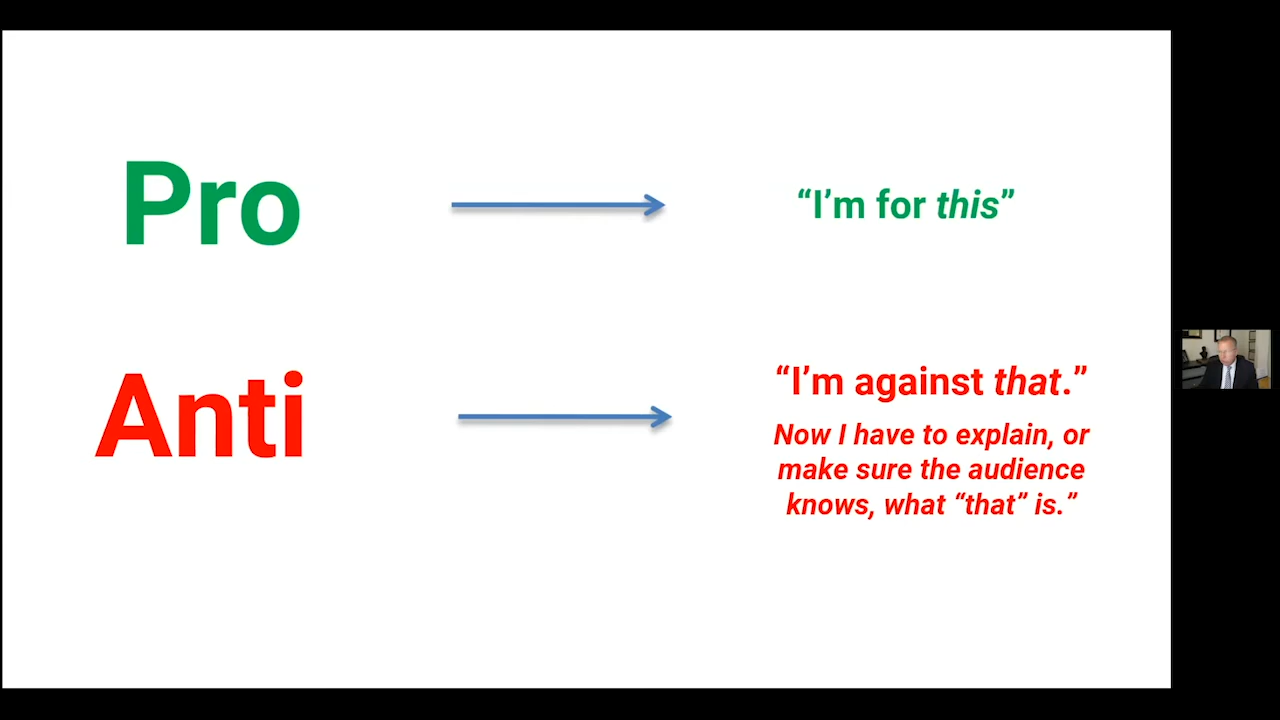 Pro
“I’m for this”
Anti
“I’m against that.”
Now I have to explain, or
make sure the audience
knows, what “that” is.”